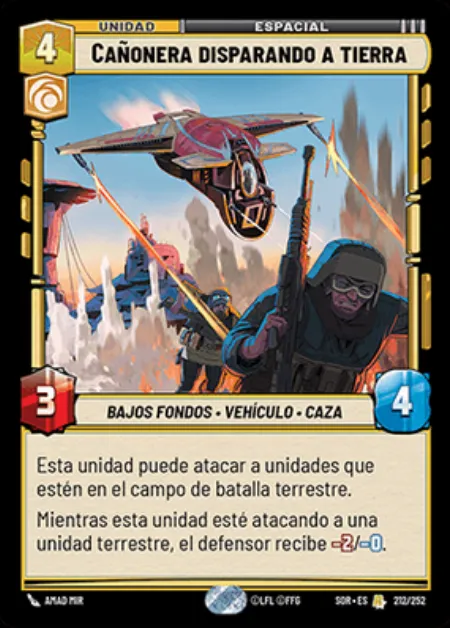 UNIDAD
ESPACIAL
4
CAÑONERA DISPARANDO A TIERRA
3
BAJOS FONDOS • VEHÍCULO • CAZA
4
Esta unidad puede atacar a unidades que
estén en el campo de batalla terrestre.
Mientras esta unidad esté atacando a una
unidad terrestre, el defensor recibe -2/-0.
AMAD MIR
©LFL ©FFG
SOR • ES
212/252